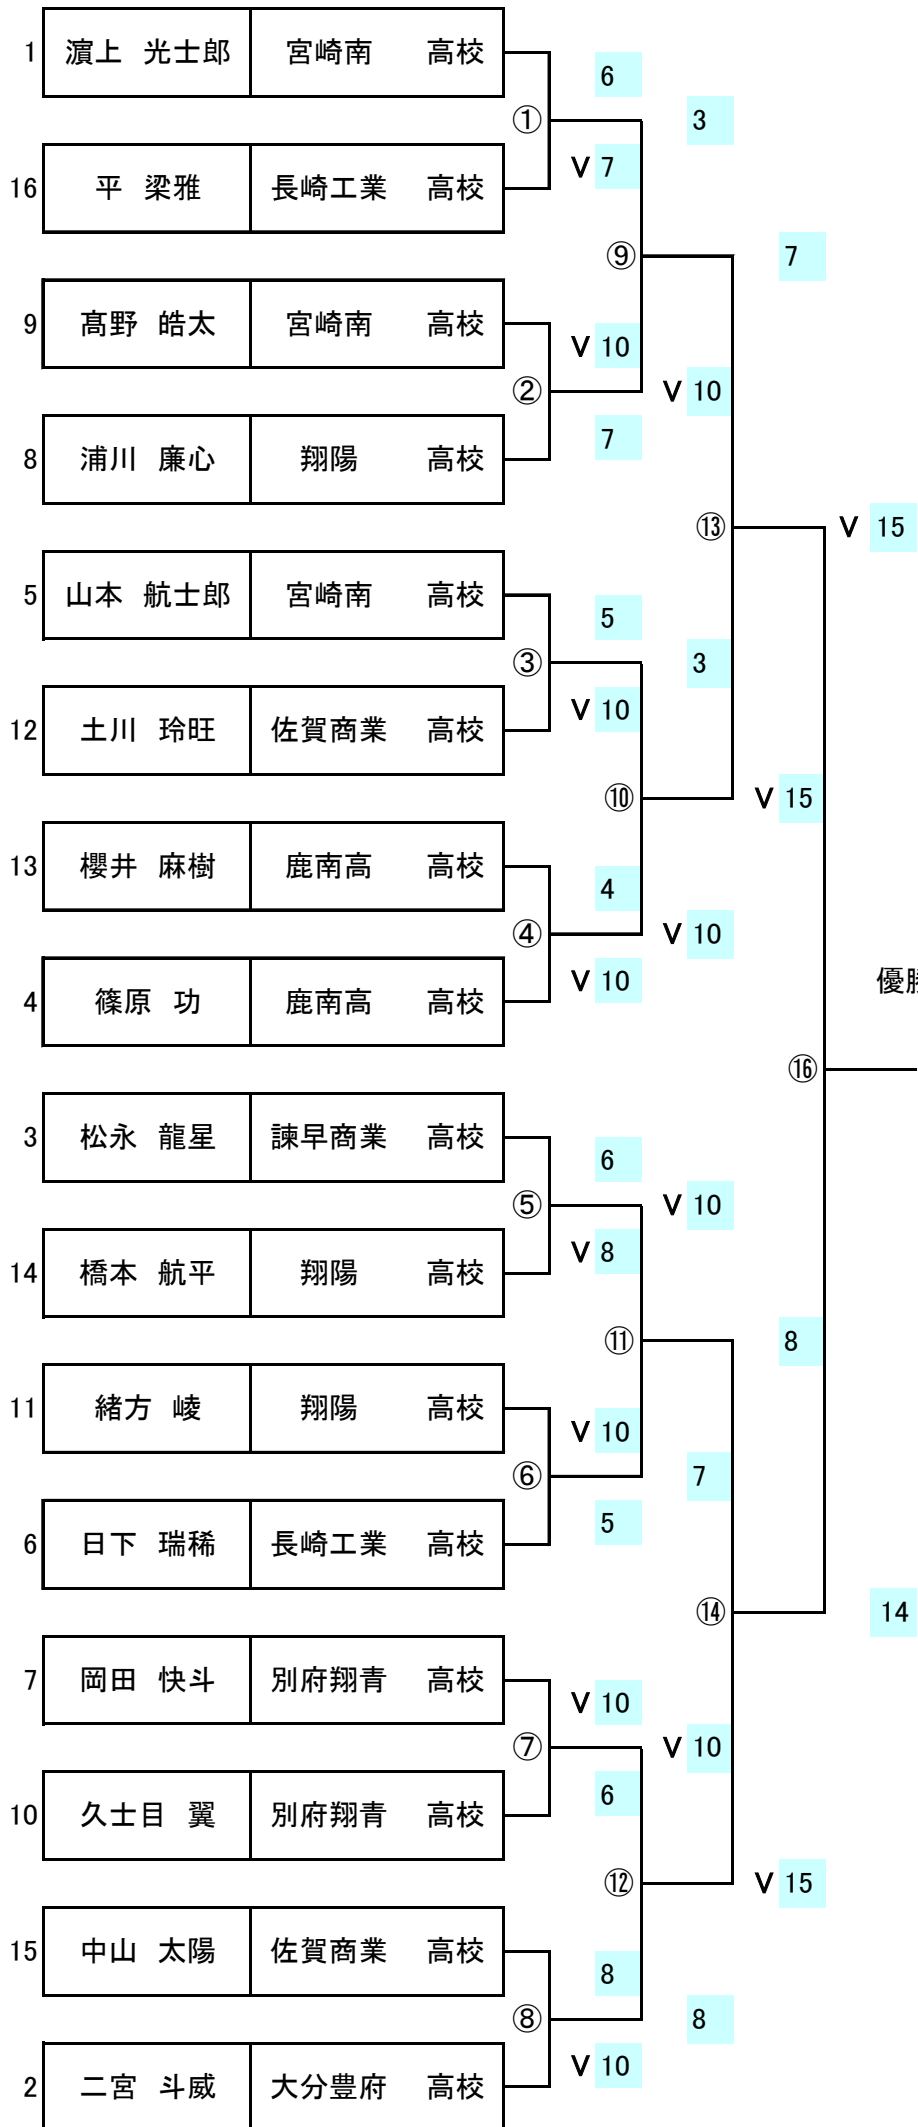 1 濵上 光士郎 宮崎南 高校
6
① 3
16 平 梁雅 長崎工業 高校 V 7
⑨ 7
9 髙野 皓太 宮崎南 高校
V 10
② V 10
8 浦川 廉心 翔陽 高校 7
⑬ V 15
5 山本 航士郎 宮崎南 高校 5
③ 3
12 土川 玲旺 佐賀商業 高校 V 10
⑩ V 15
13 櫻井 麻樹 鹿南高 高校 4
④ V 10
4 篠原 功 鹿南高 高校 V 10
優勝
⑯
3 松永 龍星 諫早商業 高校 6
⑤ V 10
14 橋本 航平 翔陽 高校 V 8
⑪ 8
11 緒方 崚 翔陽 高校 V 10
⑥ 7
6 日下 瑞稀 長崎工業 高校 5
⑭ 14
7 岡田 快斗 別府翔青 高校 V 10
⑦ V 10
10 久士目 翼 別府翔青 高校 6
⑫ V 15
15 中山 太陽 佐賀商業 高校 8
⑧ 8
2 二宮 斗威 大分豊府 高校 V 10